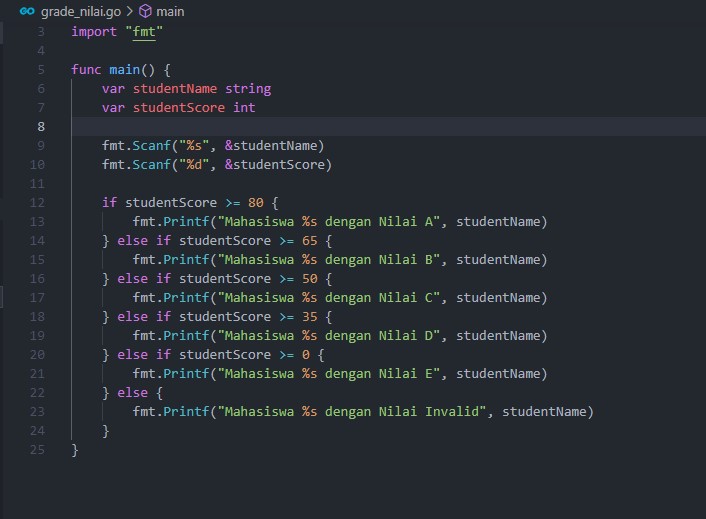 grade_nilai.go > main
3 import "fmt"
4
5 func main() {
6     var studentName string
7     var studentScore int
8
9     fmt.Scanf("%s", &studentName)
10     fmt.Scanf("%d", &studentScore)
11
12     if studentScore >= 80 {
13         fmt.Printf("Mahasiswa %s dengan Nilai A", studentName)
14     } else if studentScore >= 65 {
15         fmt.Printf("Mahasiswa %s dengan Nilai B", studentName)
16     } else if studentScore >= 50 {
17         fmt.Printf("Mahasiswa %s dengan Nilai C", studentName)
18     } else if studentScore >= 35 {
19         fmt.Printf("Mahasiswa %s dengan Nilai D", studentName)
20     } else if studentScore >= 0 {
21         fmt.Printf("Mahasiswa %s dengan Nilai E", studentName)
22     } else {
23         fmt.Printf("Mahasiswa %s dengan Nilai Invalid", studentName)
24     }
25 }